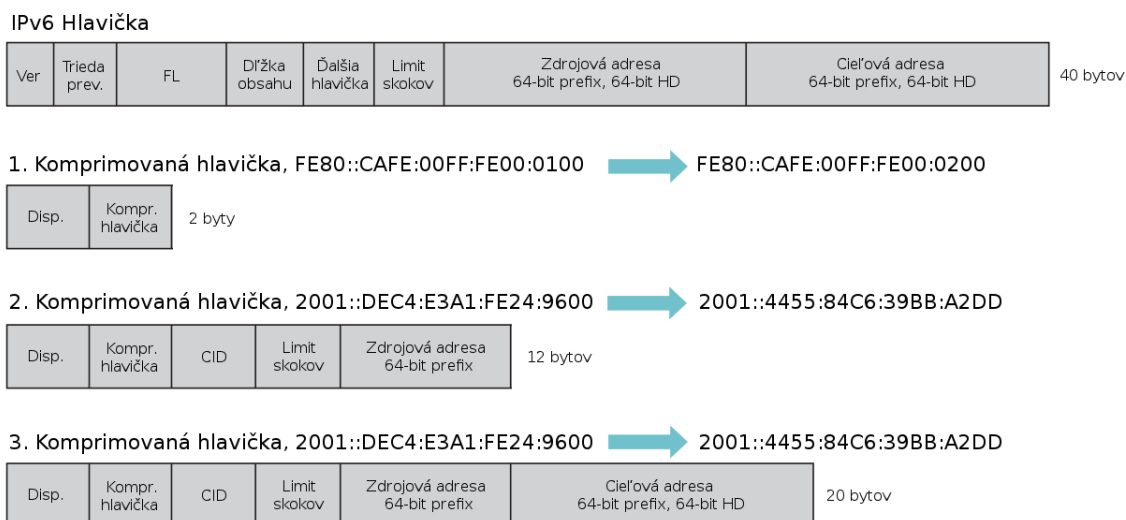 IPv6 Hlavička
Ver
Trieda
prev.
FL
Dľžka
obsahu
Ďalšia
hlavička
Limit
skokov
Zdrojová adresa
64-bit prefix, 64-bit HD
Cieľová adresa
64-bit prefix, 64-bit HD
40 bytov
1. Komprimovaná hlavička, FE80::CAFE:00FF:FE00:0100
FE80::CAFE:00FF:FE00:0200
Disp.
Kompr.
hlavička
2 byty
2. Komprimovaná hlavička, 2001::DEC4:E3A1:FE24:9600
2001::4455:84C6:39BB:A2DD
Disp.
Kompr.
hlavička
CID
Limit
skokov
Zdrojová adresa
64-bit prefix
12 bytov
3. Komprimovaná hlavička, 2001::DEC4:E3A1:FE24:9600
2001::4455:84C6:39BB:A2DD
Disp.
Kompr.
hlavička
CID
Limit
skokov
Zdrojová adresa
64-bit prefix
Cieľová adresa
64-bit prefix, 64-bit HD
20 bytov